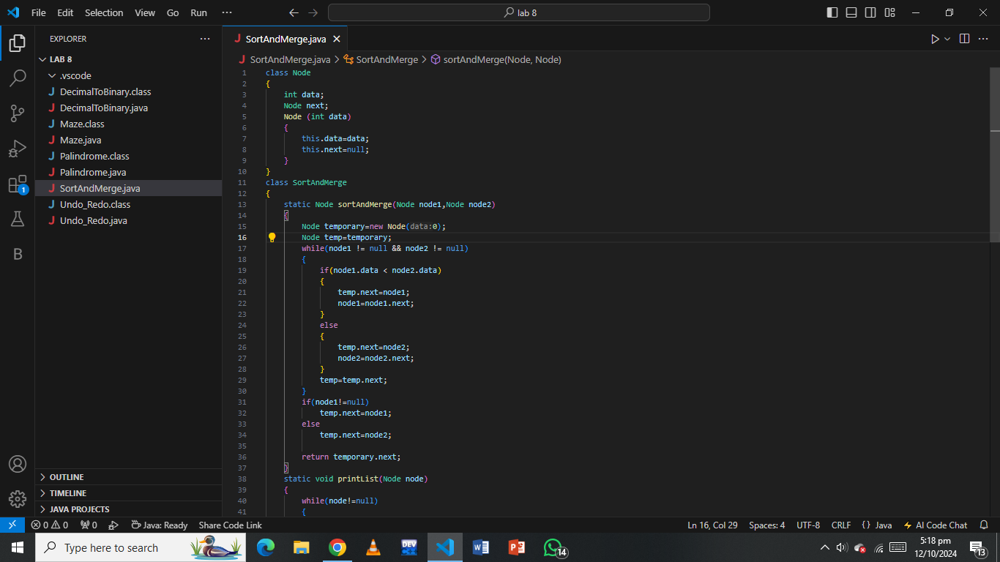 File Edit Selection View Go Run ··· lab 8
EXPLORER ···
LAB 8
.vscode
J DecimalToBinary.class
J DecimalToBinary.java
J Maze.class
J Maze.java
J Palindrome.class
J Palindrome.java
J SortAndMerge.java
J Undo_Redo.class
J Undo_Redo.java
OUTLINE
TIMELINE
JAVA PROJECTS
1
B
J SortAndMerge.java
J SortAndMerge.java > SortAndMerge > sortAndMerge(Node, Node)
1 class Node
2 {
3 int data;
4 Node next;
5 Node (int data)
6 {
7 this.data=data;
8 this.next=null;
9 }
10 }
11 class SortAndMerge
12 {
13 static Node sortAndMerge(Node node1,Node node2)
14 {
15 Node temporary=new Node(data:0);
16 Node temp=temporary;
17 while(node1 != null && node2 != null)
18 {
19 if(node1.data < node2.data)
20 {
21 temp.next=node1;
22 node1=node1.next;
23 }
24 else
25 {
26 temp.next=node2;
27 node2=node2.next;
28 }
29 temp=temp.next;
30 }
31 if(node1!=null)
32 temp.next=node1;
33 else
34 temp.next=node2;
35
36 return temporary.next;
37 }
38 static void printList(Node node)
39 {
40 while(node!=null)
41 {
0 0 0 Java: Ready Share Code Link Ln 16, Col 29 Spaces: 4 UTF-8 CRLF {} Java AI Code Chat
Type here to search DEV 14 5:18 pm
12/10/2024 13